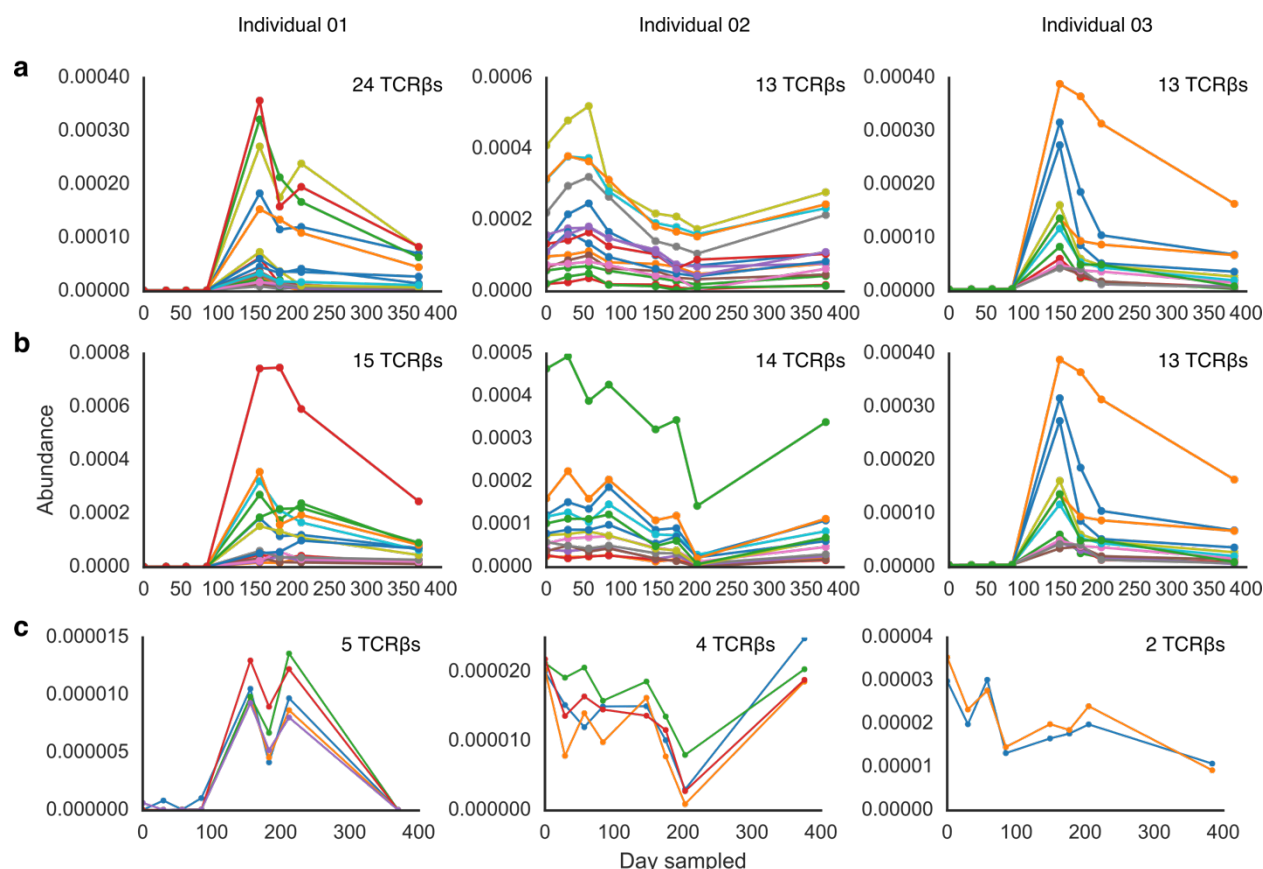 Individual 01 Individual 02 Individual 03
a
0.00040 0.00030 0.00020 0.00010 0.00000
24 TCRβs
0 50 100 150 200 250 300 350 400
0.0006 0.0004 0.0002 0.0000
13 TCRβs
0 50 100 150 200 250 300 350 400
0.00040 0.00030 0.00020 0.00010 0.00000
13 TCRβs
0 50 100 150 200 250 300 350 400
b
Abundance
0.0008 0.0006 0.0004 0.0002 0.0000
15 TCRβs
0 50 100 150 200 250 300 350 400
0.0005 0.0004 0.0003 0.0002 0.0001 0.0000
14 TCRβs
0 50 100 150 200 250 300 350 400
0.00040 0.00030 0.00020 0.00010 0.00000
13 TCRβs
0 50 100 150 200 250 300 350 400
c
0.000015 0.000010 0.000005 0.000000
5 TCRβs
0 100 200 300 400
0.000020 0.000010 0.000000
4 TCRβs
0 100 200 300 400
0.00004 0.00003 0.00002 0.00001 0.00000
2 TCRβs
0 100 200 300 400
Day sampled